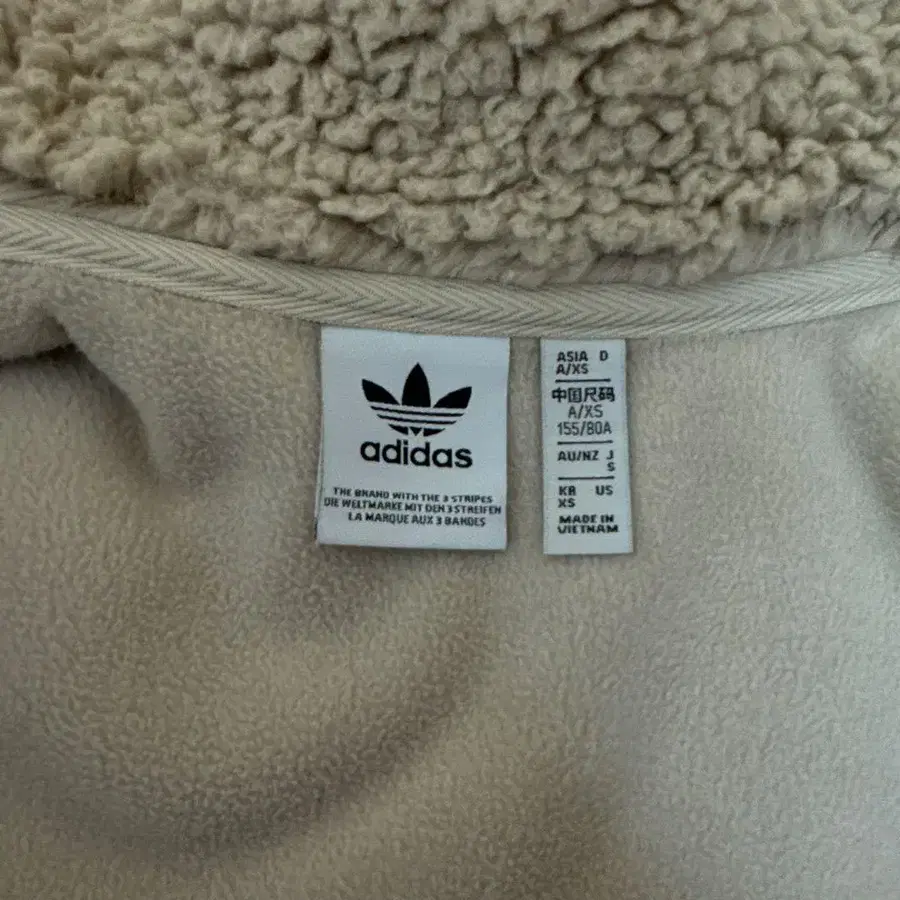 adidas
THE BRAND WITH THE 3 STRIPES
DIE WELTMARKE MIT DEN 3 STREIFEN
LA MARQUE AUX 3 BANDES
ASIA D
A/XS
中国尺码
A/XS
155/80A
AU/NZ J
S
KR US
XS
MADE IN
VIETNAM